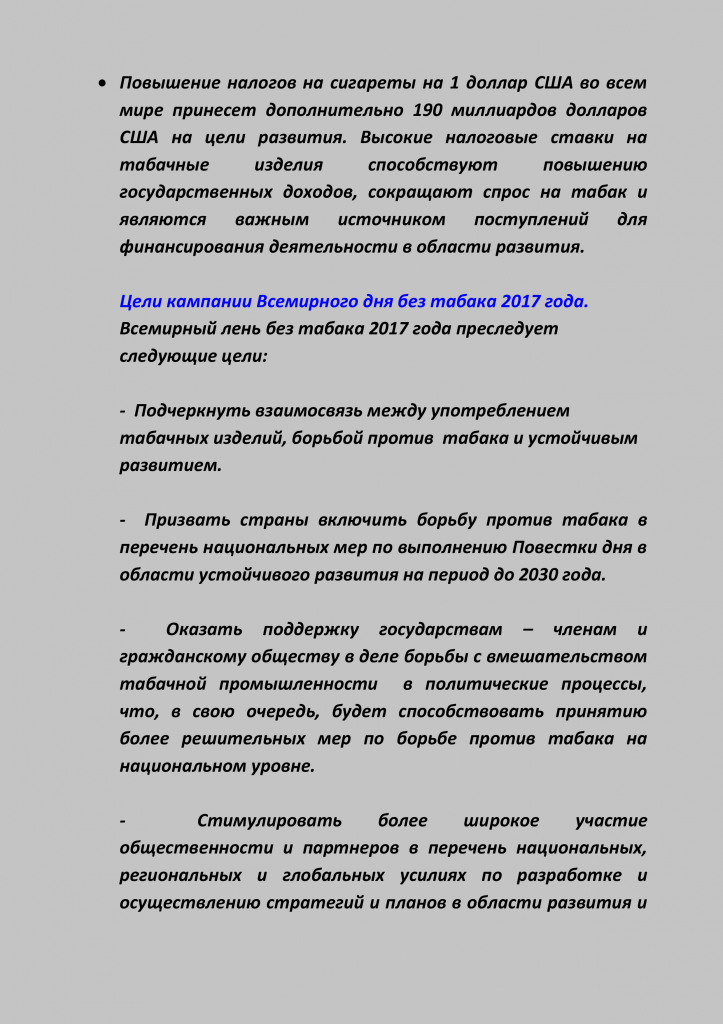 • Повышение налогов на сигареты на 1 доллар США во всем
мире принесет дополнительно 190 миллиардов долларов
США на цели развития. Высокие налоговые ставки на
табачные изделия способствуют повышению
государственных доходов, сокращают спрос на табак и
являются важным источником поступлений для
финансирования деятельности в области развития.
Цели кампании Всемирного дня без табака 2017 года.
Всемирный лень без табака 2017 года преследует
следующие цели:
- Подчеркнуть взаимосвязь между употреблением
табачных изделий, борьбой против табака и устойчивым
развитием.
- Призвать страны включить борьбу против табака в
перечень национальных мер по выполнению Повестки дня в
области устойчивого развития на период до 2030 года.
- Оказать поддержку государствам – членам и
гражданскому обществу в деле борьбы с вмешательством
табачной промышленности в политические процессы,
что, в свою очередь, будет способствовать принятию
более решительных мер по борьбе против табака на
национальном уровне.
- Стимулировать более широкое участие
общественности и партнеров в перечень национальных,
региональных и глобальных усилиях по разработке и
осуществлению стратегий и планов в области развития и